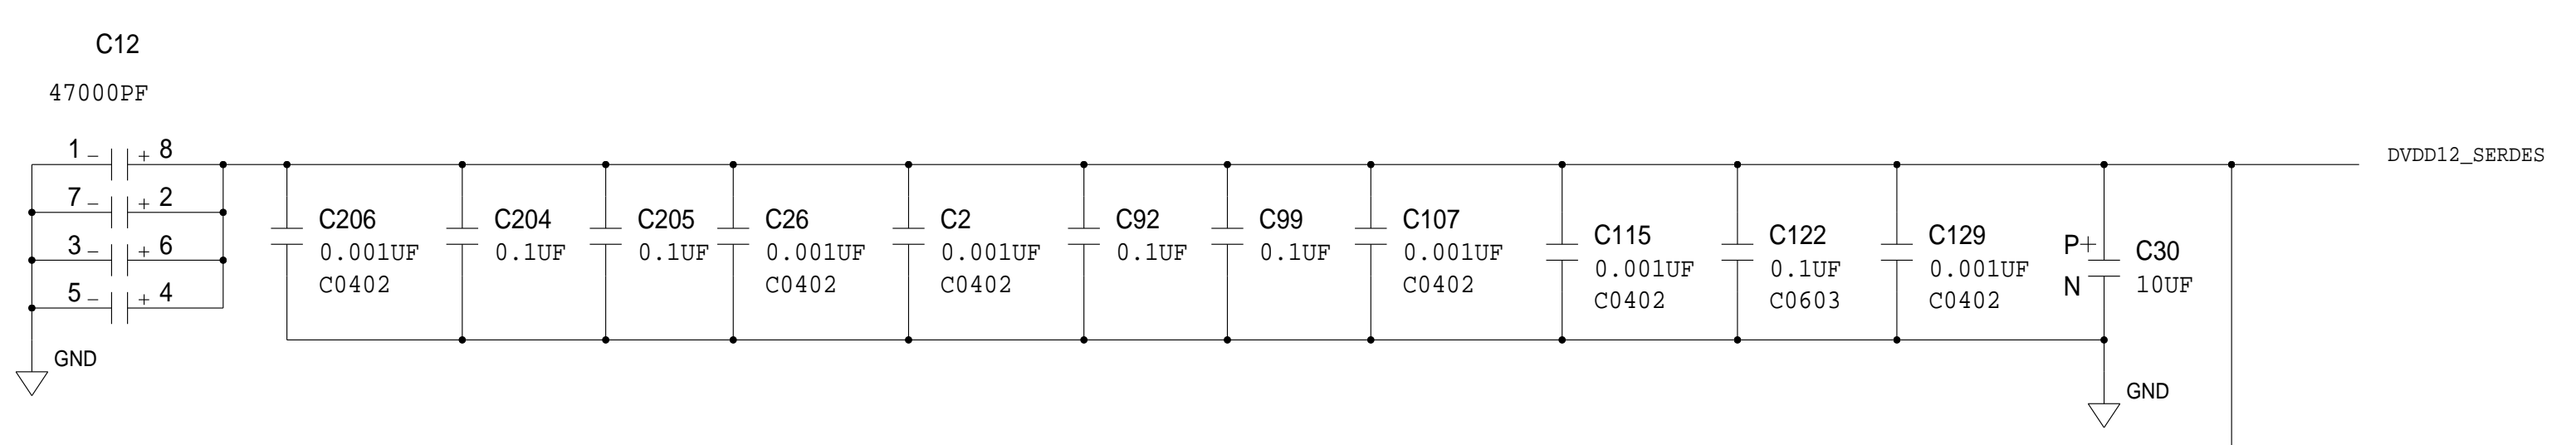 C12
47000PF
1 - + 8
7 - + 2
3 - + 6
5 - + 4
GND
C206
0.001UF
C0402
C204
0.1UF
C205
0.1UF
C26
0.001UF
C0402
C2
0.001UF
C0402
C92
0.1UF
C99
0.1UF
C107
0.001UF
C0402
C115
0.001UF
C0402
C122
0.1UF
C0603
C129
0.001UF
C0402
P+
N
C30
10UF
GND
DVDD12_SERDES